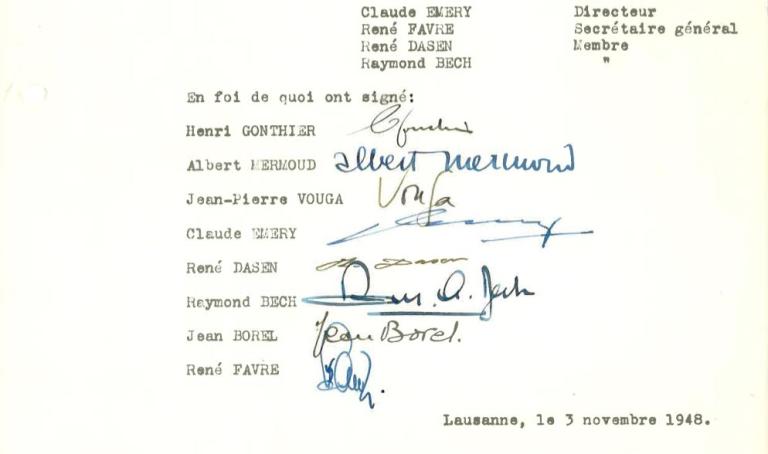 Claude EMERY Directeur
René FAVRE Secrétaire général
René DASEN Membre
Raymond BECH "
En foi de quoi ont signé:
Henri GONTHIER
Albert MERMOUD albert mermoud
Jean-Pierre VOUGA Vouga
Claude EMERY
René DASEN R. Dasen
Raymond BECH
Jean BOREL Jean Borel.
René FAVRE
Lausanne, le 3 novembre 1948.